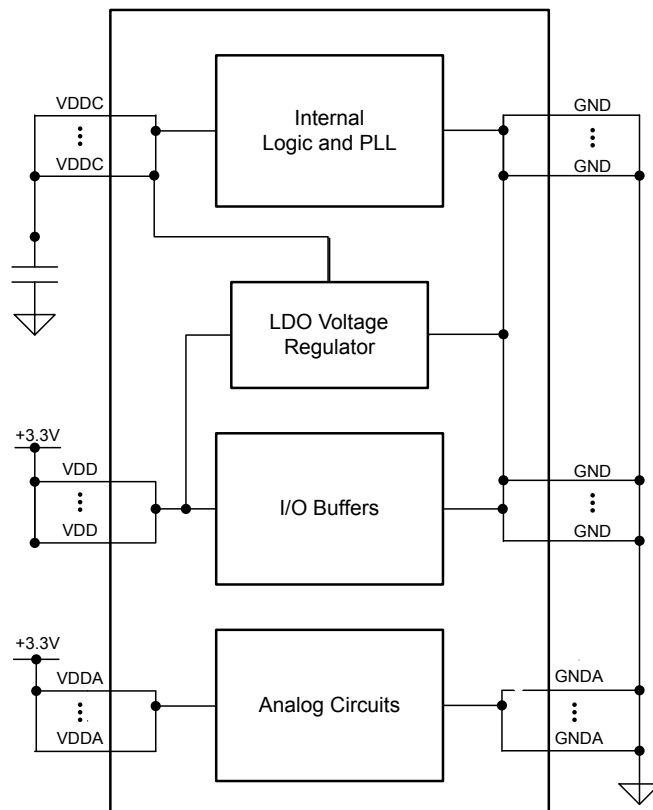 VDDC
VDDC
Internal
Logic and PLL
GND
GND
LDO Voltage
Regulator
+3.3V
VDD
VDD
I/O Buffers
GND
GND
+3.3V
VDDA
VDDA
Analog Circuits
GNDA
GNDA